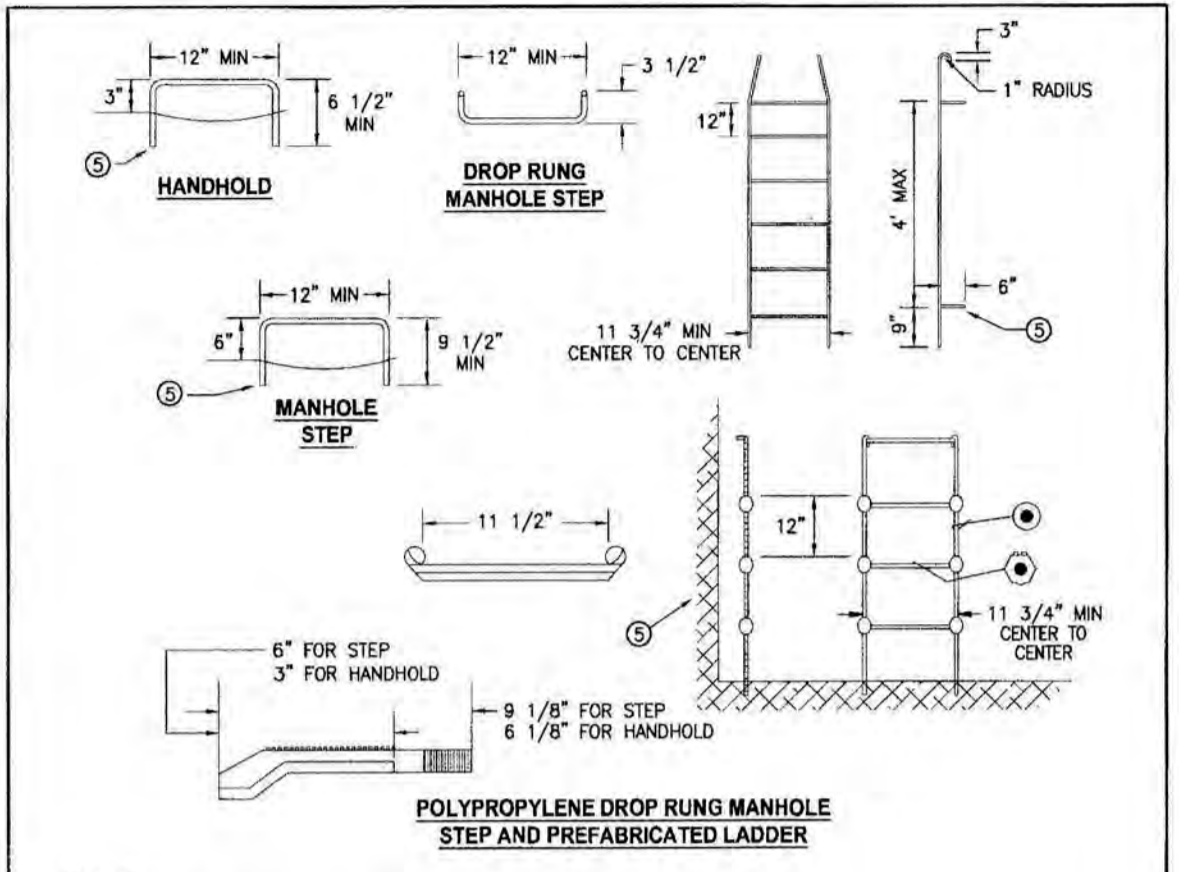 12" MIN
3"
6 1/2"
MIN
5
HANDHOLD
12" MIN
3 1/2"
DROP RUNG
MANHOLE STEP
12"
11 3/4" MIN
CENTER TO CENTER
3"
1" RADIUS
4' MAX
6"
9"
5
12" MIN
6"
9 1/2"
MIN
5
MANHOLE
STEP
11 1/2"
12"
5
11 3/4" MIN
CENTER TO
CENTER
6" FOR STEP
3" FOR HANDHOLD
9 1/8" FOR STEP
6 1/8" FOR HANDHOLD
POLYPROPYLENE DROP RUNG MANHOLE
STEP AND PREFABRICATED LADDER